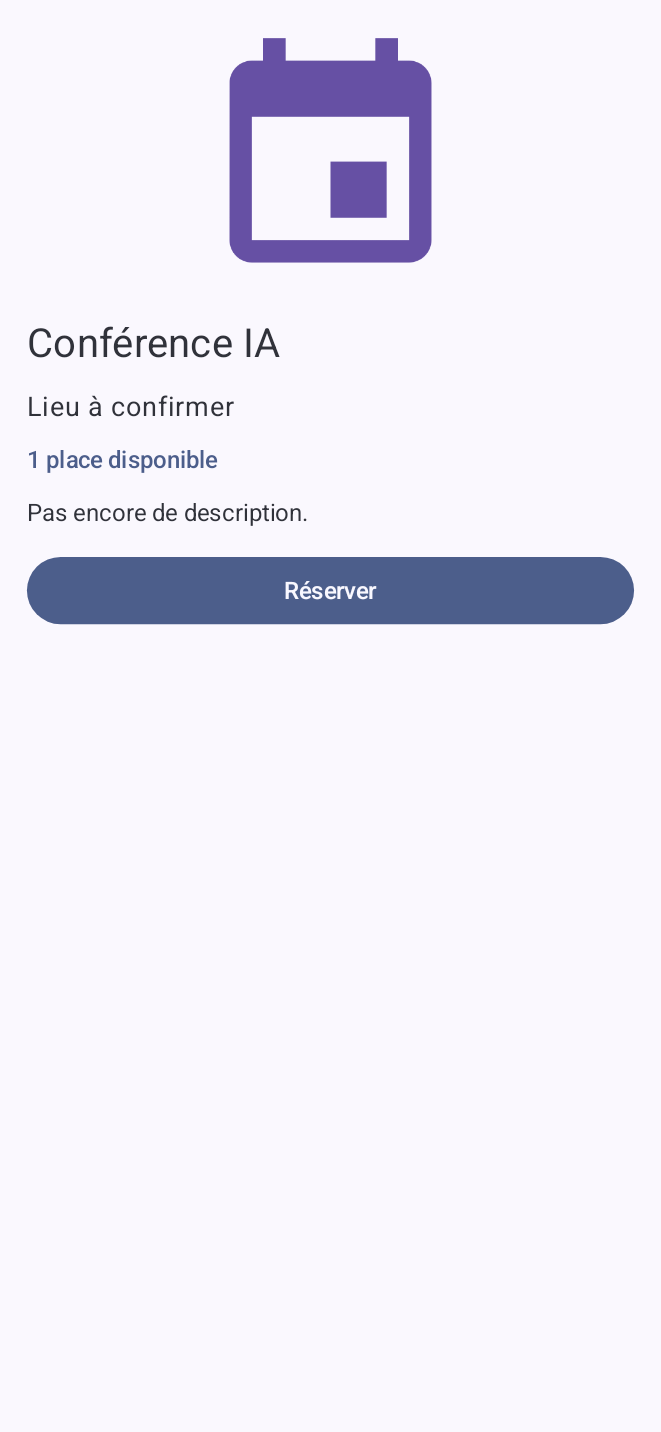 Conférence IA
Lieu à confirmer
1 place disponible
Pas encore de description.
Réserver